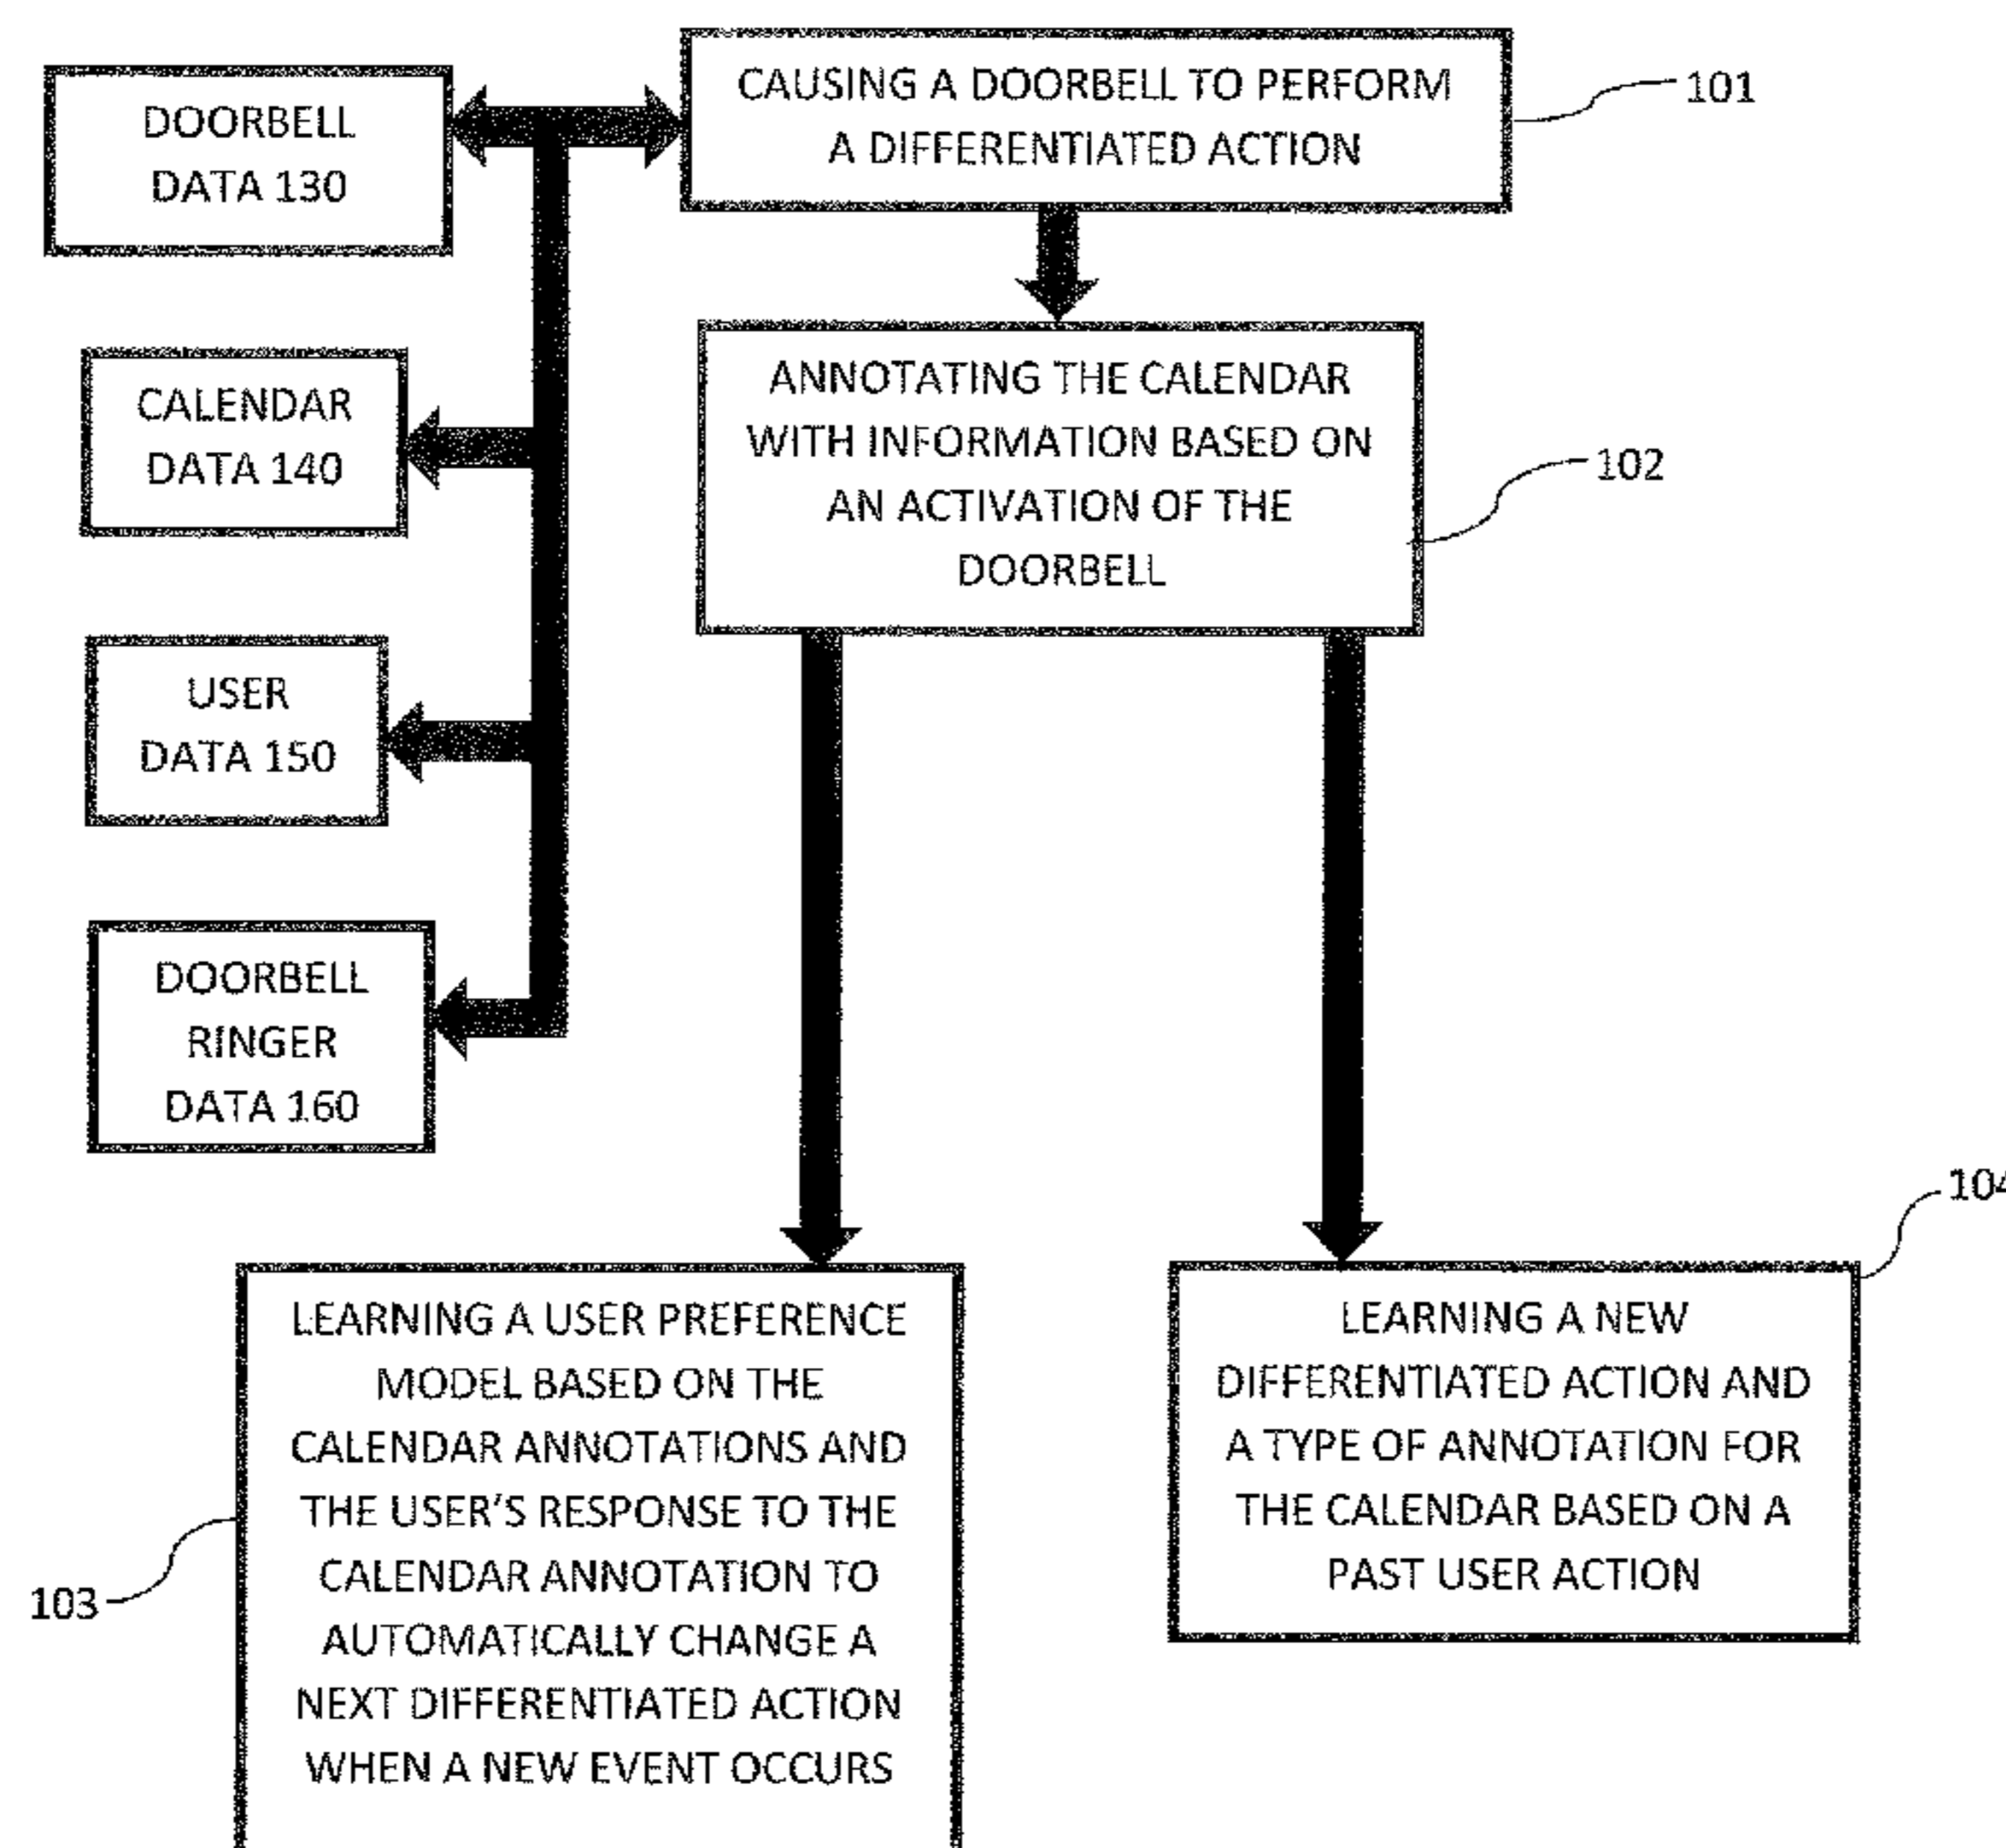 CAUSING A DOORBELL TO PERFORM
A DIFFERENTIATED ACTION
101
DOORBELL
DATA 130
CALENDAR
DATA 140
USER
DATA 150
DOORBELL
RINGER
DATA 160
ANNOTATING THE CALENDAR
WITH INFORMATION BASED ON
AN ACTIVATION OF THE
DOORBELL
102
LEARNING A USER PREFERENCE
MODEL BASED ON THE
CALENDAR ANNOTATIONS AND
THE USER'S RESPONSE TO THE
CALENDAR ANNOTATION TO
AUTOMATICALLY CHANGE A
NEXT DIFFERENTIATED ACTION
WHEN A NEW EVENT OCCURS
103
LEARNING A NEW
DIFFERENTIATED ACTION AND
A TYPE OF ANNOTATION FOR
THE CALENDAR BASED ON A
PAST USER ACTION
104